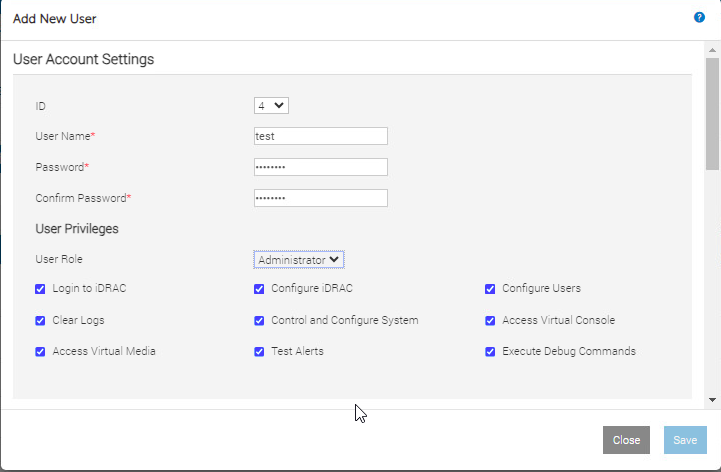 Add New User ?
User Account Settings
ID 4
User Name* test
Password* ••••••••
Confirm Password* ••••••••
User Privileges
User Role Administrator
Login to iDRAC Configure iDRAC Configure Users
Clear Logs Control and Configure System Access Virtual Console
Access Virtual Media Test Alerts Execute Debug Commands
Close Save